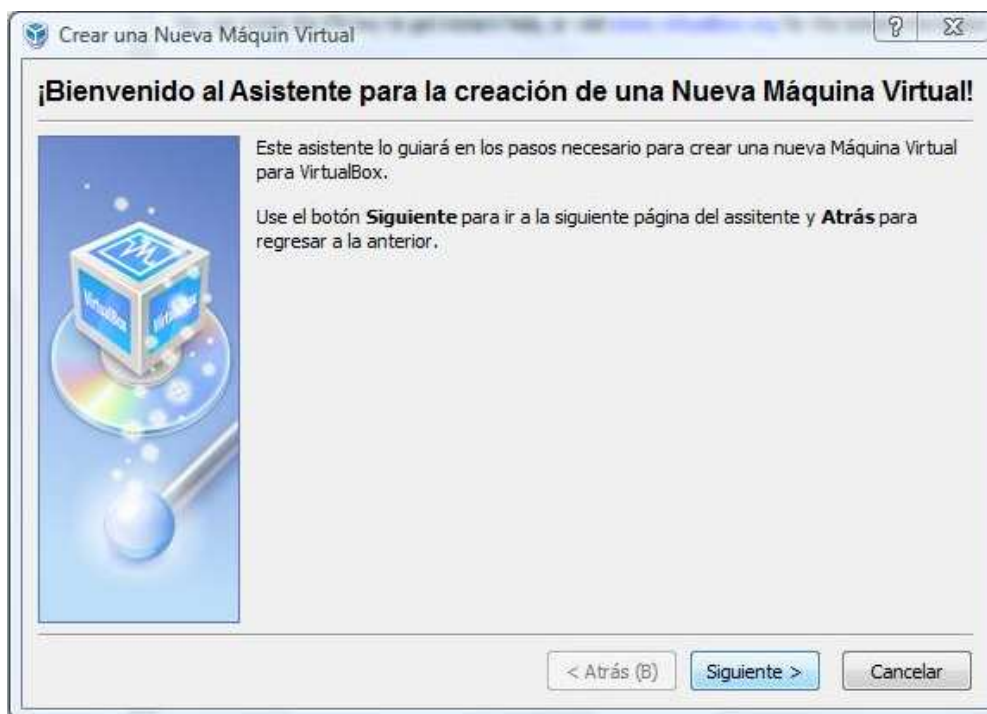 Crear una Nueva Máquin Virtual
¡Bienvenido al Asistente para la creación de una Nueva Máquina Virtual!
Este asistente lo guiará en los pasos necesario para crear una nueva Máquina Virtual
para VirtualBox.
Use el botón Siguiente para ir a la siguiente página del assitente y Atrás para
regresar a la anterior.
VirtualBox
< Atrás (B)
Siguiente >
Cancelar